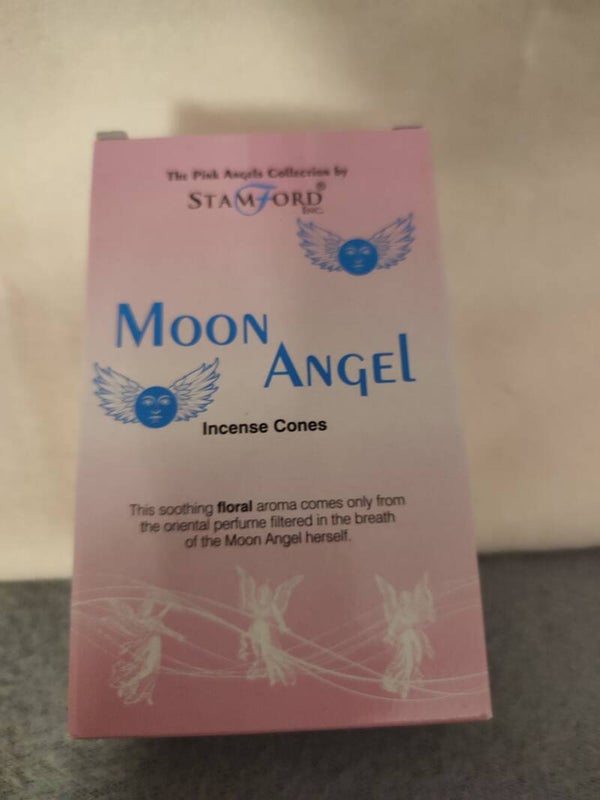 The Pink Angels Collection by
STAMFORD®
INC.
MOON
ANGEL
Incense Cones
This soothing floral aroma comes only from
the oriental perfume filtered in the breath
of the Moon Angel herself.